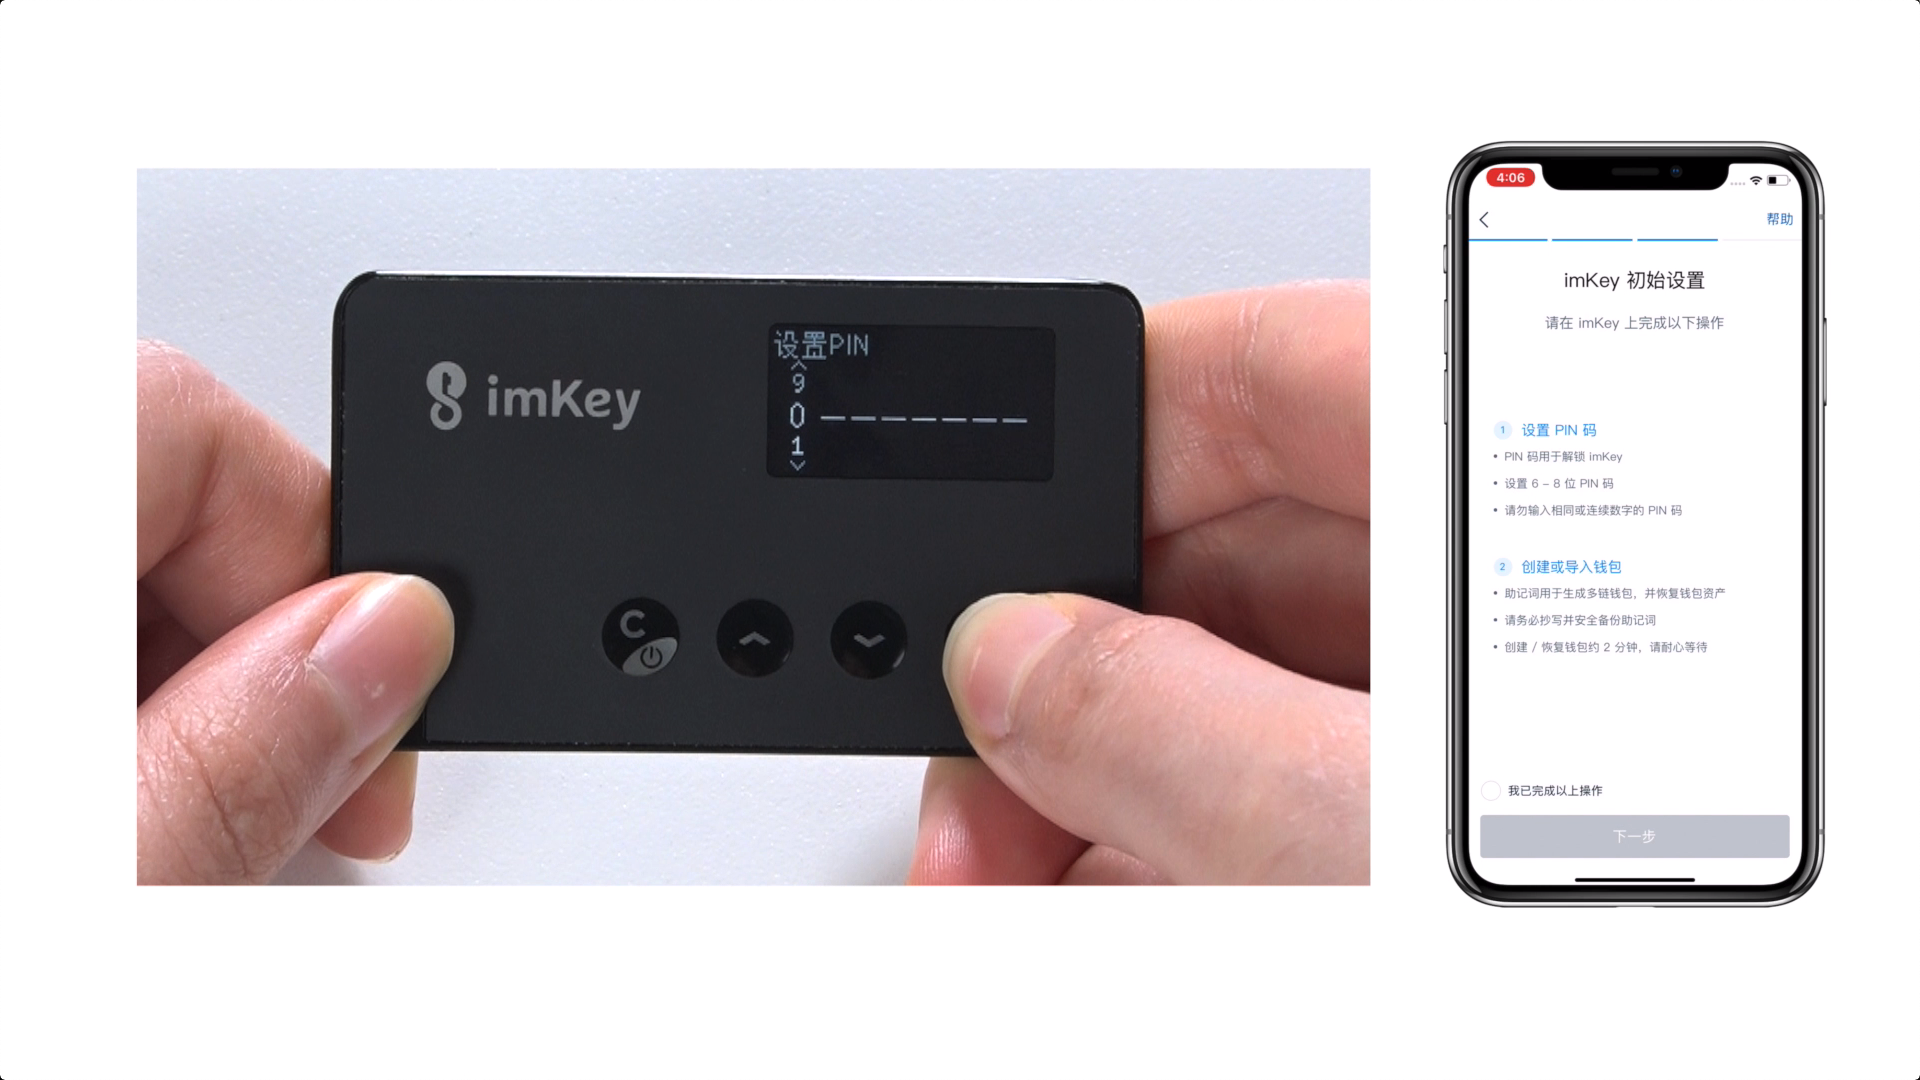 imKey
设置PIN
9
0 _ _ _ _ _ _ _
1
C
4:06
帮助
imKey 初始设置
请在 imKey 上完成以下操作
1 设置 PIN 码
• PIN 码用于解锁 imKey
• 设置 6 – 8 位 PIN 码
• 请勿输入相同或连续数字的 PIN 码
2 创建或导入钱包
• 助记词用于生成多链钱包，并恢复钱包资产
• 请务必抄写并安全备份助记词
• 创建 / 恢复钱包约 2 分钟，请耐心等待
我已完成以上操作
下一步